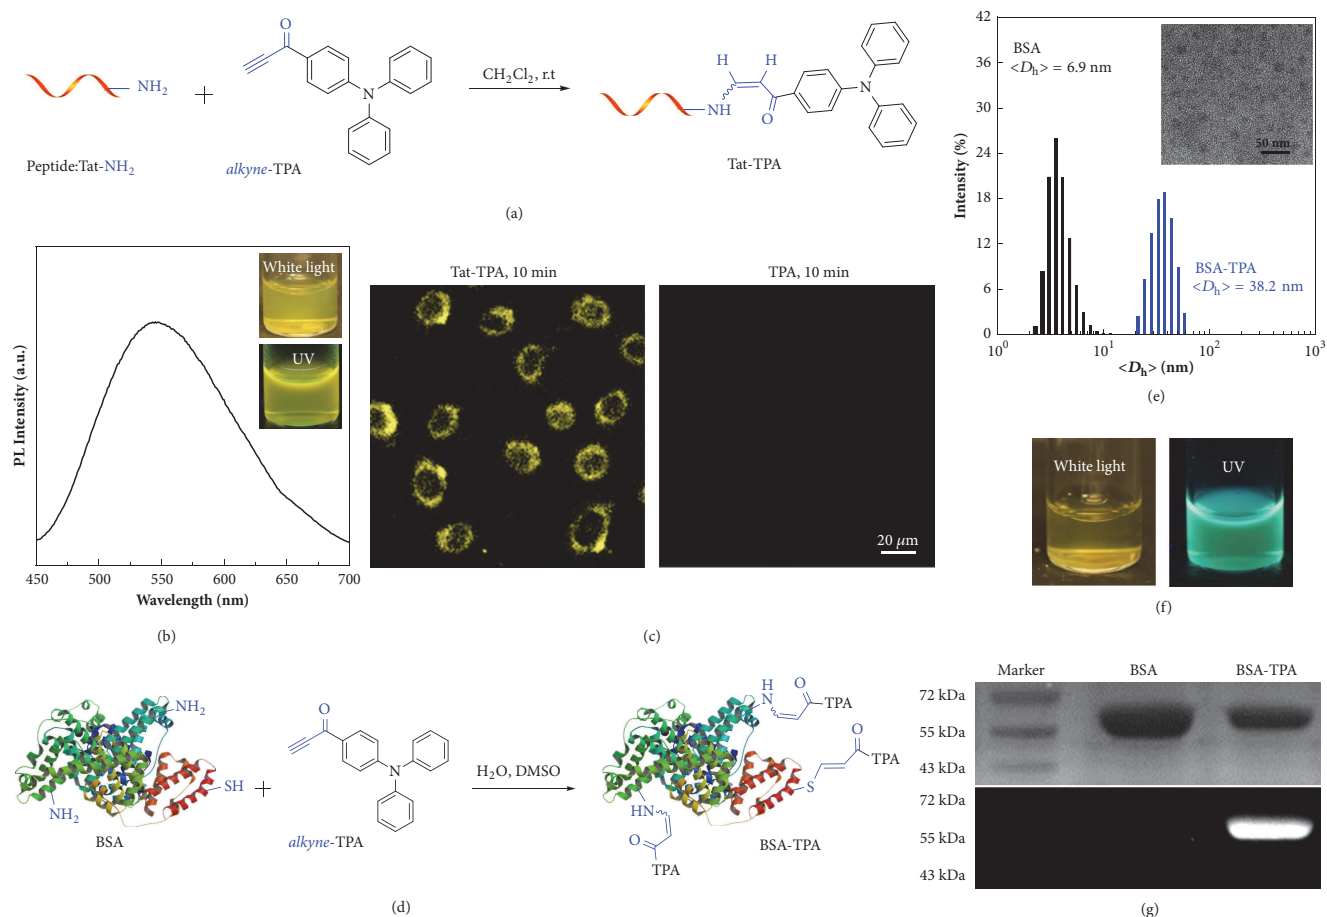 NH2
+
O
N
CH2Cl2, r.t
H
H
NH
O
N
Peptide:Tat-NH2
alkyne-TPA
Tat-TPA
(a)
PL Intensity (a.u.)
White light
UV
450
500
550
600
650
700
Wavelength (nm)
(b)
Tat-TPA, 10 min
TPA, 10 min
20 μm
(c)
NH2
SH
NH2
BSA
+
O
N
alkyne-TPA
H2O, DMSO
H
N
O
TPA
O
TPA
S
HN
O
TPA
BSA-TPA
(d)
Intensity (%)
42
36
30
24
18
12
6
0
BSA
<Dh> = 6.9 nm
50 nm
BSA-TPA
<Dh> = 38.2 nm
10^0
10^1
10^2
10^3
<Dh> (nm)
(e)
White light
UV
(f)
Marker
BSA
BSA-TPA
72 kDa
55 kDa
43 kDa
72 kDa
55 kDa
43 kDa
(g)